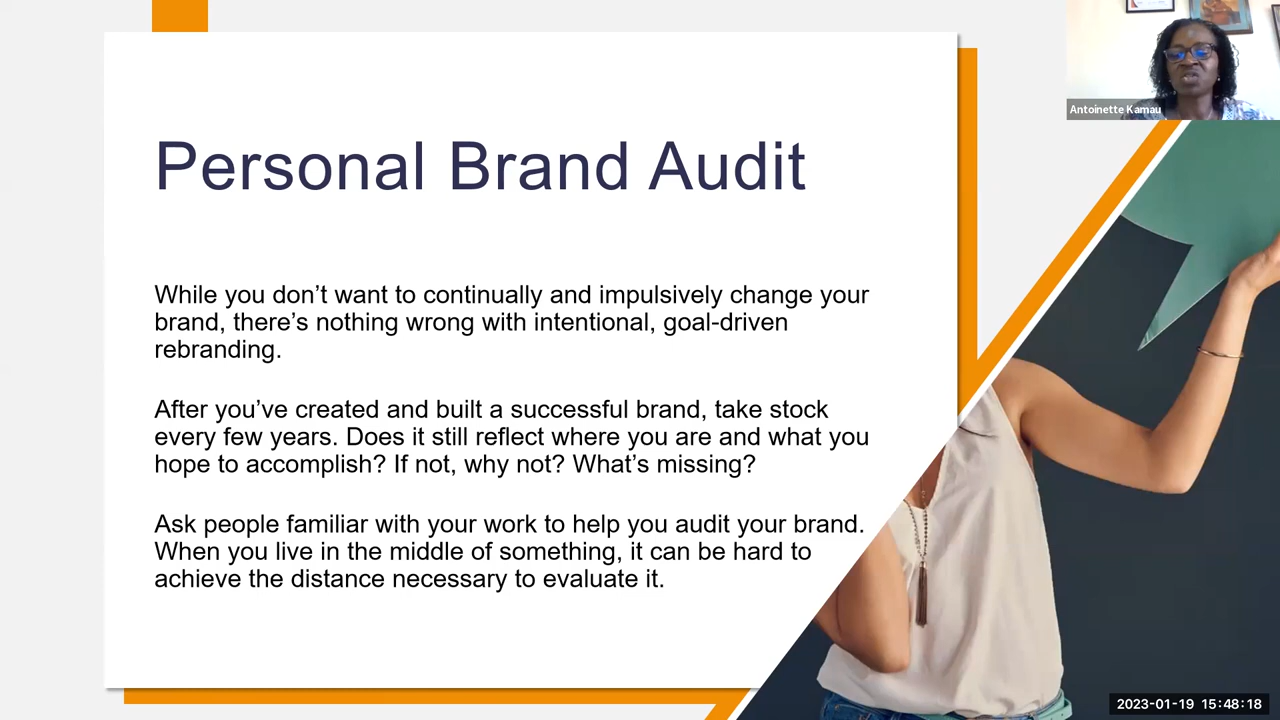 Personal Brand Audit
While you don’t want to continually and impulsively change your
brand, there’s nothing wrong with intentional, goal-driven
rebranding.
After you’ve created and built a successful brand, take stock
every few years. Does it still reflect where you are and what you
hope to accomplish? If not, why not? What’s missing?
Ask people familiar with your work to help you audit your brand.
When you live in the middle of something, it can be hard to
achieve the distance necessary to evaluate it.
Antoinette Kamau
2023-01-19 15:48:18